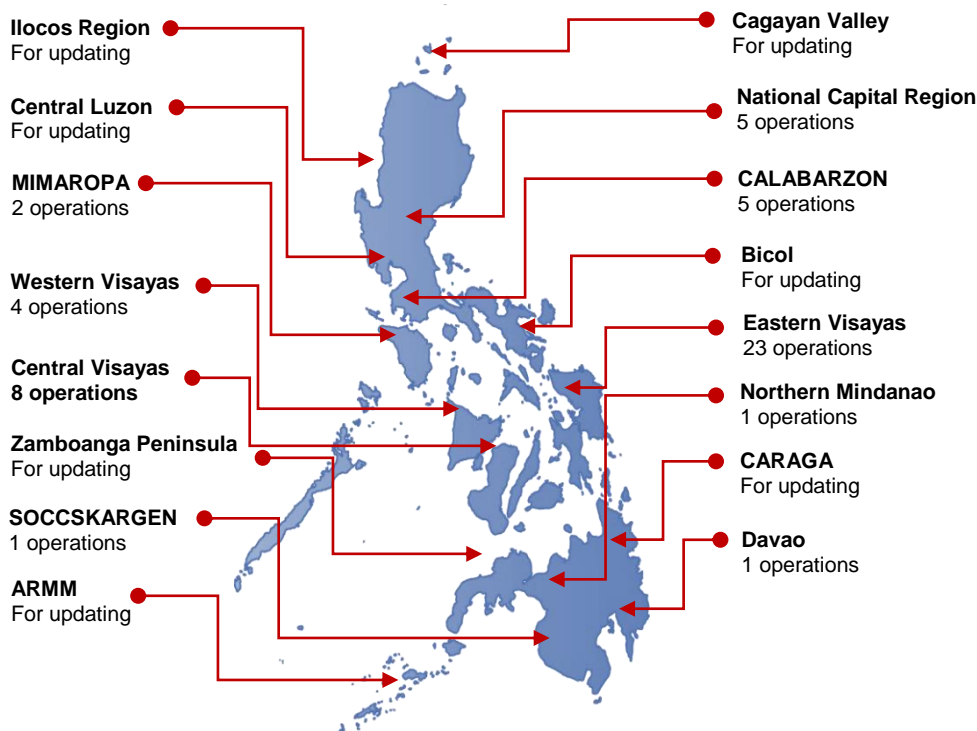 Ilocos Region
For updating
Central Luzon
For updating
MIMAROPA
2 operations
Western Visayas
4 operations
Central Visayas
8 operations
Zamboanga Peninsula
For updating
SOCCSKARGEN
1 operations
ARMM
For updating
Cagayan Valley
For updating
National Capital Region
5 operations
CALABARZON
5 operations
Bicol
For updating
Eastern Visayas
23 operations
Northern Mindanao
1 operations
CARAGA
For updating
Davao
1 operations